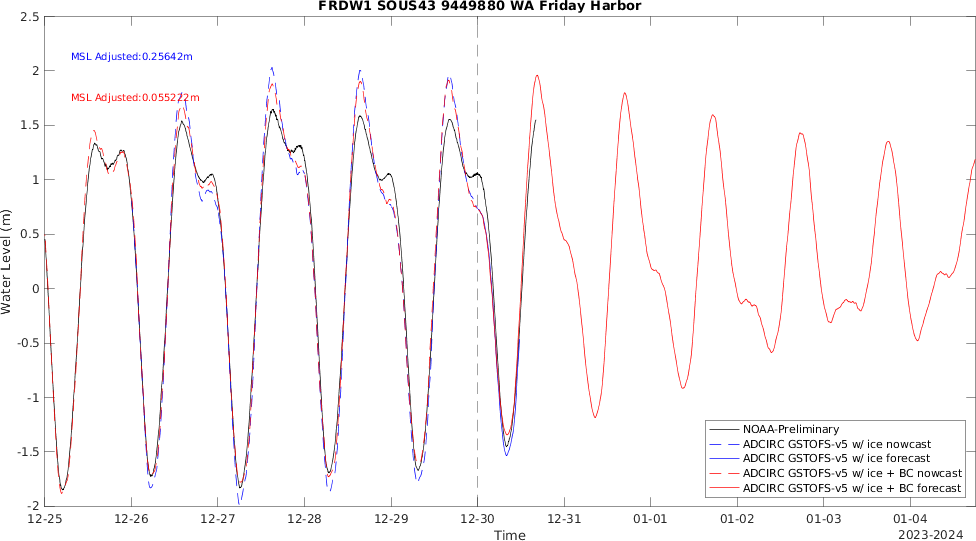 FRDW1 SOUS43 9449880 WA Friday Harbor
2.5
2
1.5
1
0.5
0
-0.5
-1
-1.5
-2
Water Level (m)
MSL Adjusted:0.25642m
MSL Adjusted:0.055272m
NOAA-Preliminary
ADCIRC GSTOFS-v5 w/ ice nowcast
ADCIRC GSTOFS-v5 w/ ice forecast
ADCIRC GSTOFS-v5 w/ ice + BC nowcast
ADCIRC GSTOFS-v5 w/ ice + BC forecast
12-25 12-26 12-27 12-28 12-29 12-30 12-31 01-01 01-02 01-03 01-04
Time
2023-2024